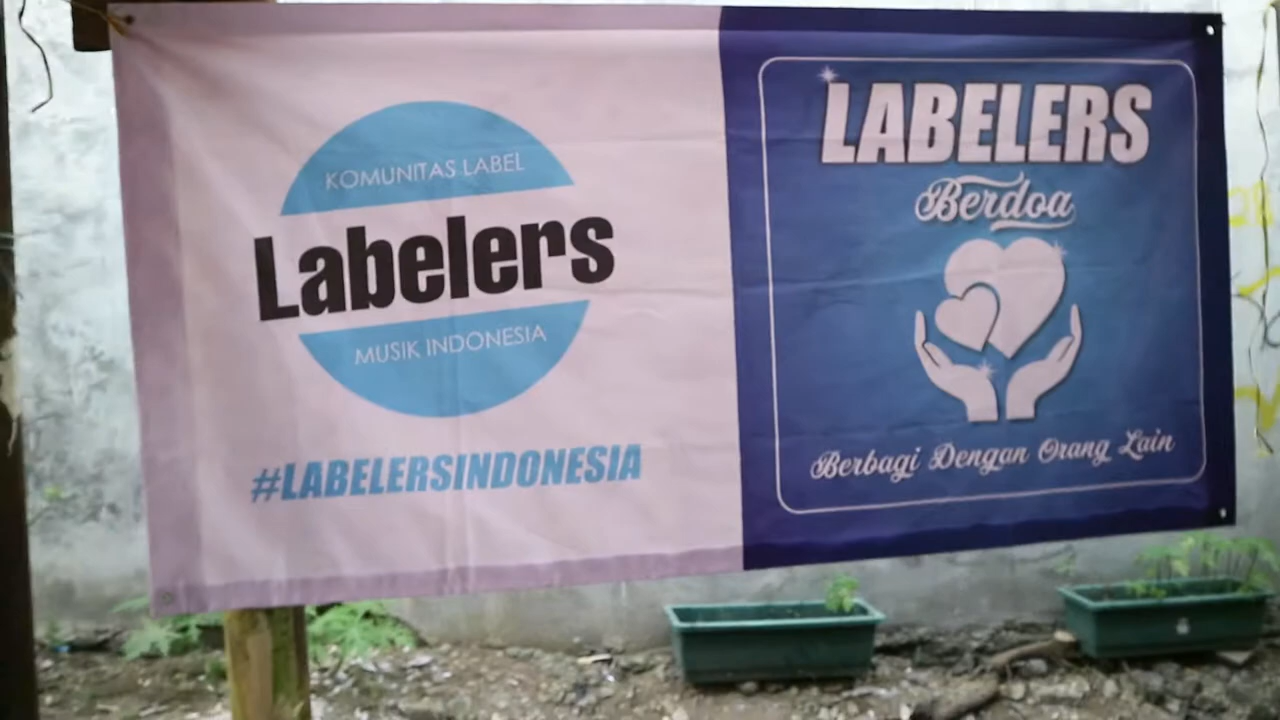 KOMUNITAS LABEL
Labelers
MUSIK INDONESIA
#LABELERSINDONESIA
LABELERS
Berdoa
Berbagi Dengan Orang Lain